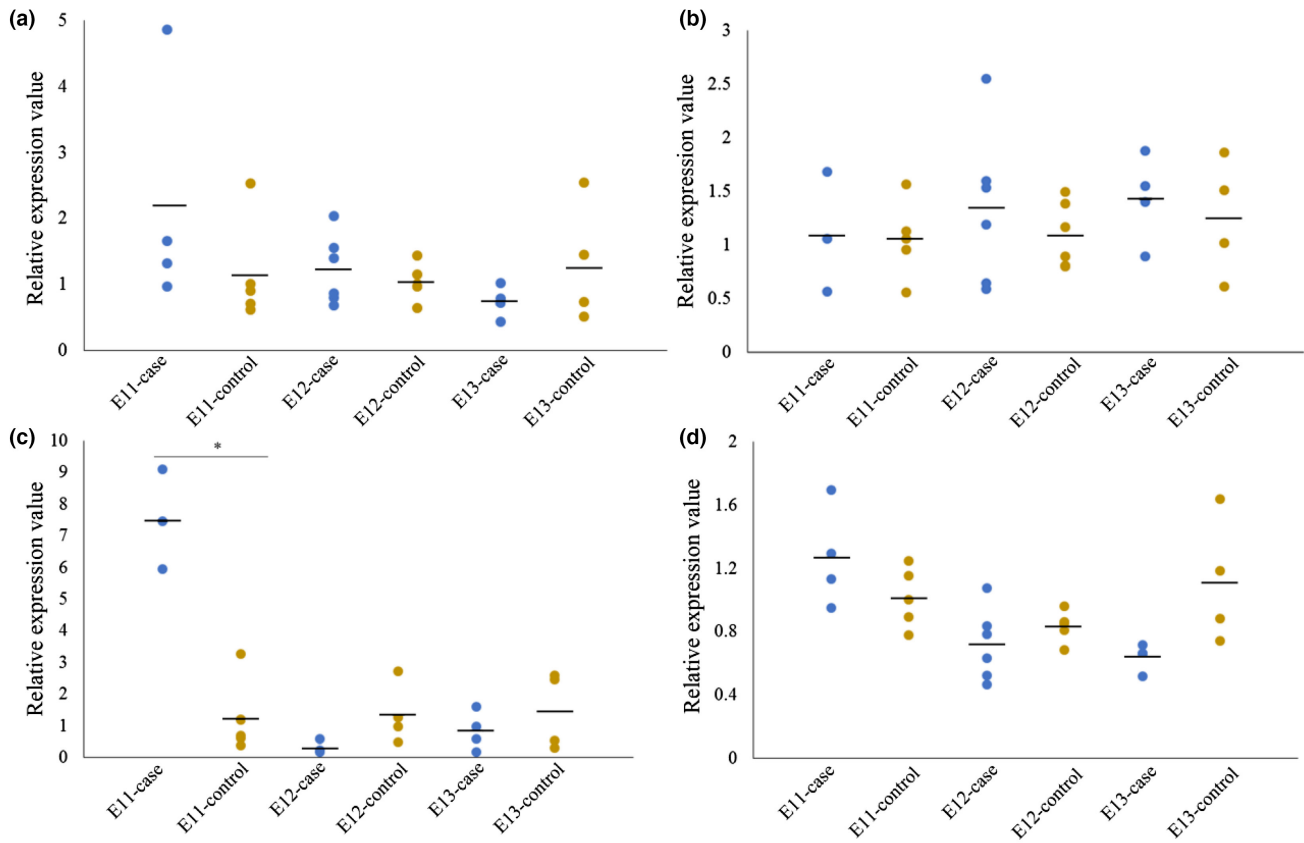 (a)
Relative expression value
5
4
3
2
1
0
E11-case
E11-control
E12-case
E12-control
E13-case
E13-control
(b)
Relative expression value
3
2.5
2
1.5
1
0.5
0
E11-case
E11-control
E12-case
E12-control
E13-case
E13-control
(c)
Relative expression value
10
9
8
7
6
5
4
3
2
1
0
*
E11-case
E11-control
E12-case
E12-control
E13-case
E13-control
(d)
Relative expression value
2
1.6
1.2
0.8
0.4
0
E11-case
E11-control
E12-case
E12-control
E13-case
E13-control